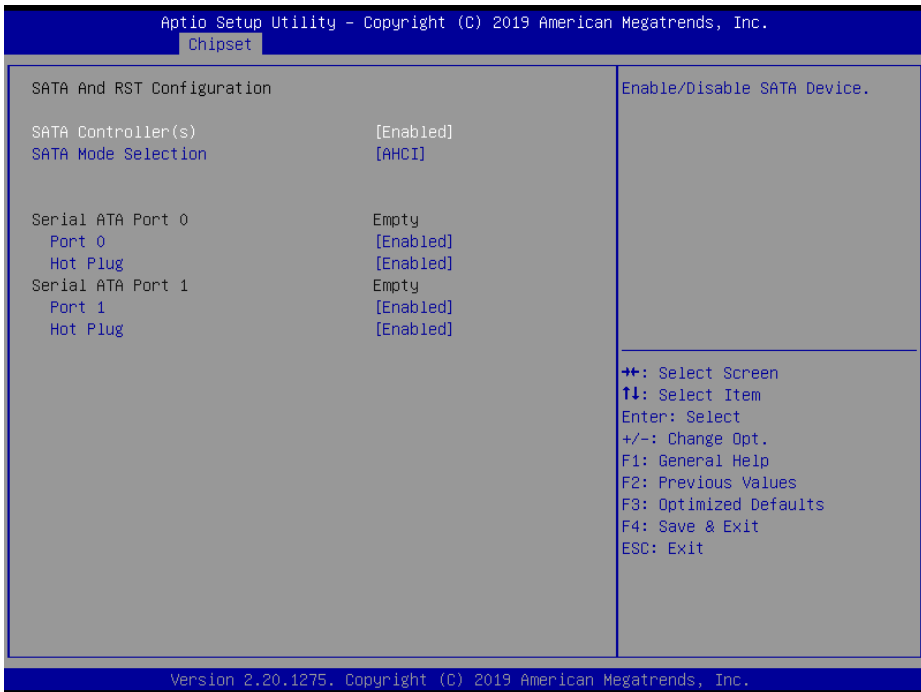 Aptio Setup Utility – Copyright (C) 2019 American Megatrends, Inc.
Chipset
SATA And RST Configuration
SATA Controller(s) [Enabled]
SATA Mode Selection [AHCI]
Serial ATA Port 0 Empty
Port 0 [Enabled]
Hot Plug [Enabled]
Serial ATA Port 1 Empty
Port 1 [Enabled]
Hot Plug [Enabled]
Enable/Disable SATA Device.
→←: Select Screen
↑↓: Select Item
Enter: Select
+/-: Change Opt.
F1: General Help
F2: Previous Values
F3: Optimized Defaults
F4: Save & Exit
ESC: Exit
Version 2.20.1275. Copyright (C) 2019 American Megatrends, Inc.